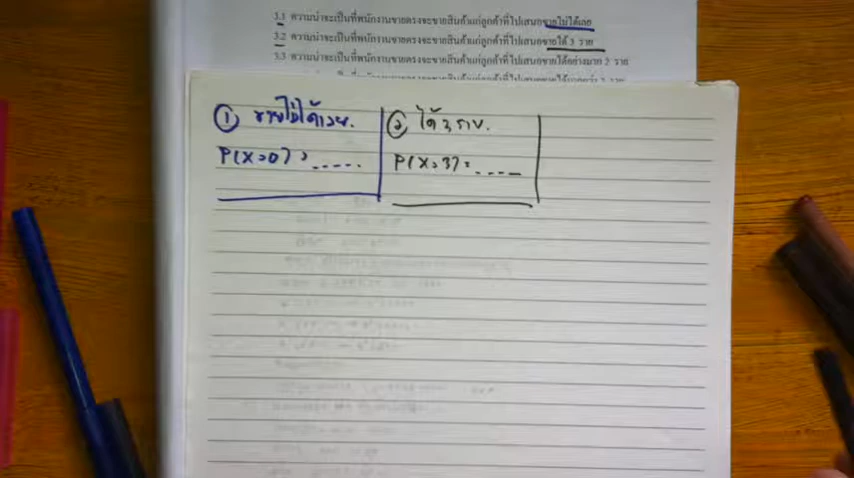 3.1 ความน่าจะเป็นที่พนักงานขายตรงจะขายสินค้าแก่ลูกค้าที่ไปเสนอขายไม่ได้เลย
3.2 ความน่าจะเป็นที่พนักงานขายตรงจะขายสินค้าแก่ลูกค้าที่ไปเสนอขายได้ 3 ราย
3.3 ความน่าจะเป็นที่พนักงานขายตรงจะขายสินค้าแก่ลูกค้าที่ไปเสนอขายได้อย่างมาก 2 ราย
① ขายไม่ได้เลย.
P(X=0) = .....
② ได้ 3 ราย.
P(X=3) = ....